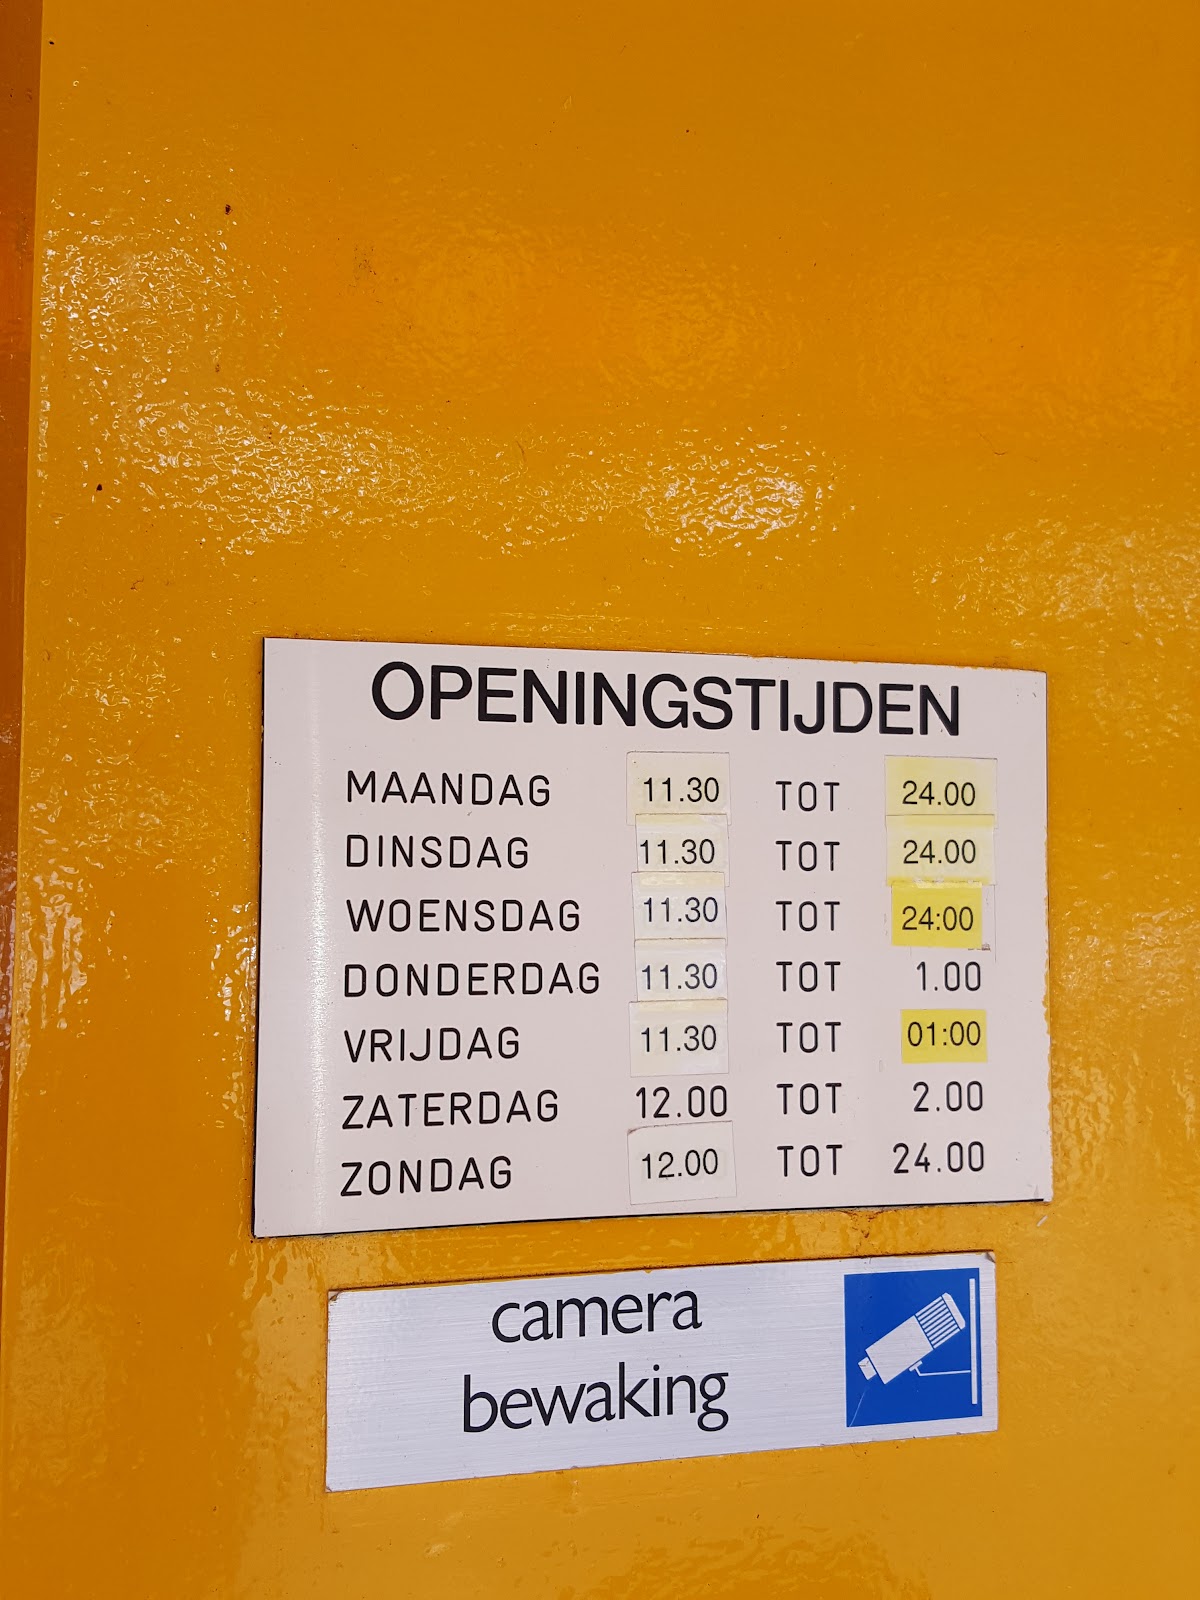 OPENINGSTIJDEN
MAANDAG 11.30 TOT 24.00
DINSDAG 11.30 TOT 24.00
WOENSDAG 11.30 TOT 24:00
DONDERDAG 11.30 TOT 1.00
VRIJDAG 11.30 TOT 01:00
ZATERDAG 12.00 TOT 2.00
ZONDAG 12.00 TOT 24.00
camera
bewaking